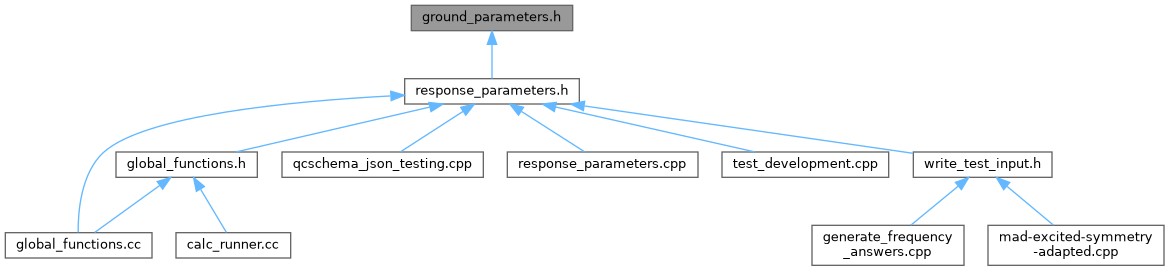 ground_parameters.h
response_parameters.h
global_functions.h
qcschema_json_testing.cpp
response_parameters.cpp
test_development.cpp
write_test_input.h
global_functions.cc
calc_runner.cc
generate_frequency
_answers.cpp
mad-excited-symmetry
-adapted.cpp